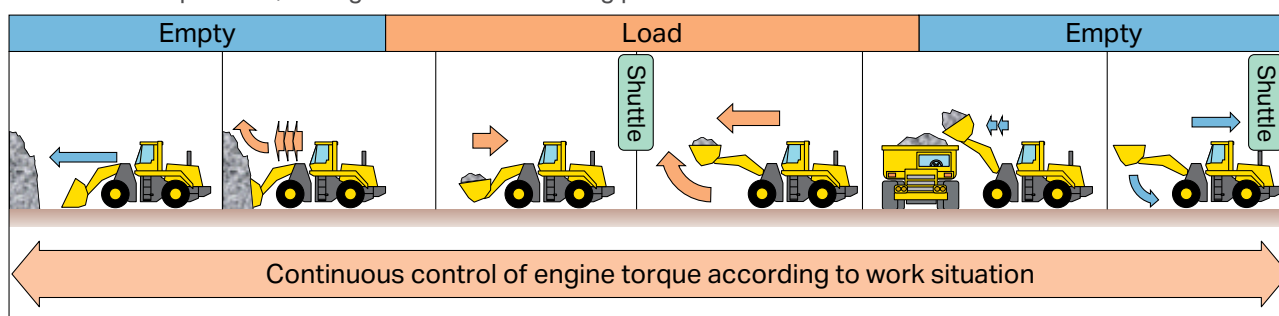 Empty
Load
Empty
Shuttle
Shuttle
Continuous control of engine torque according to work situation